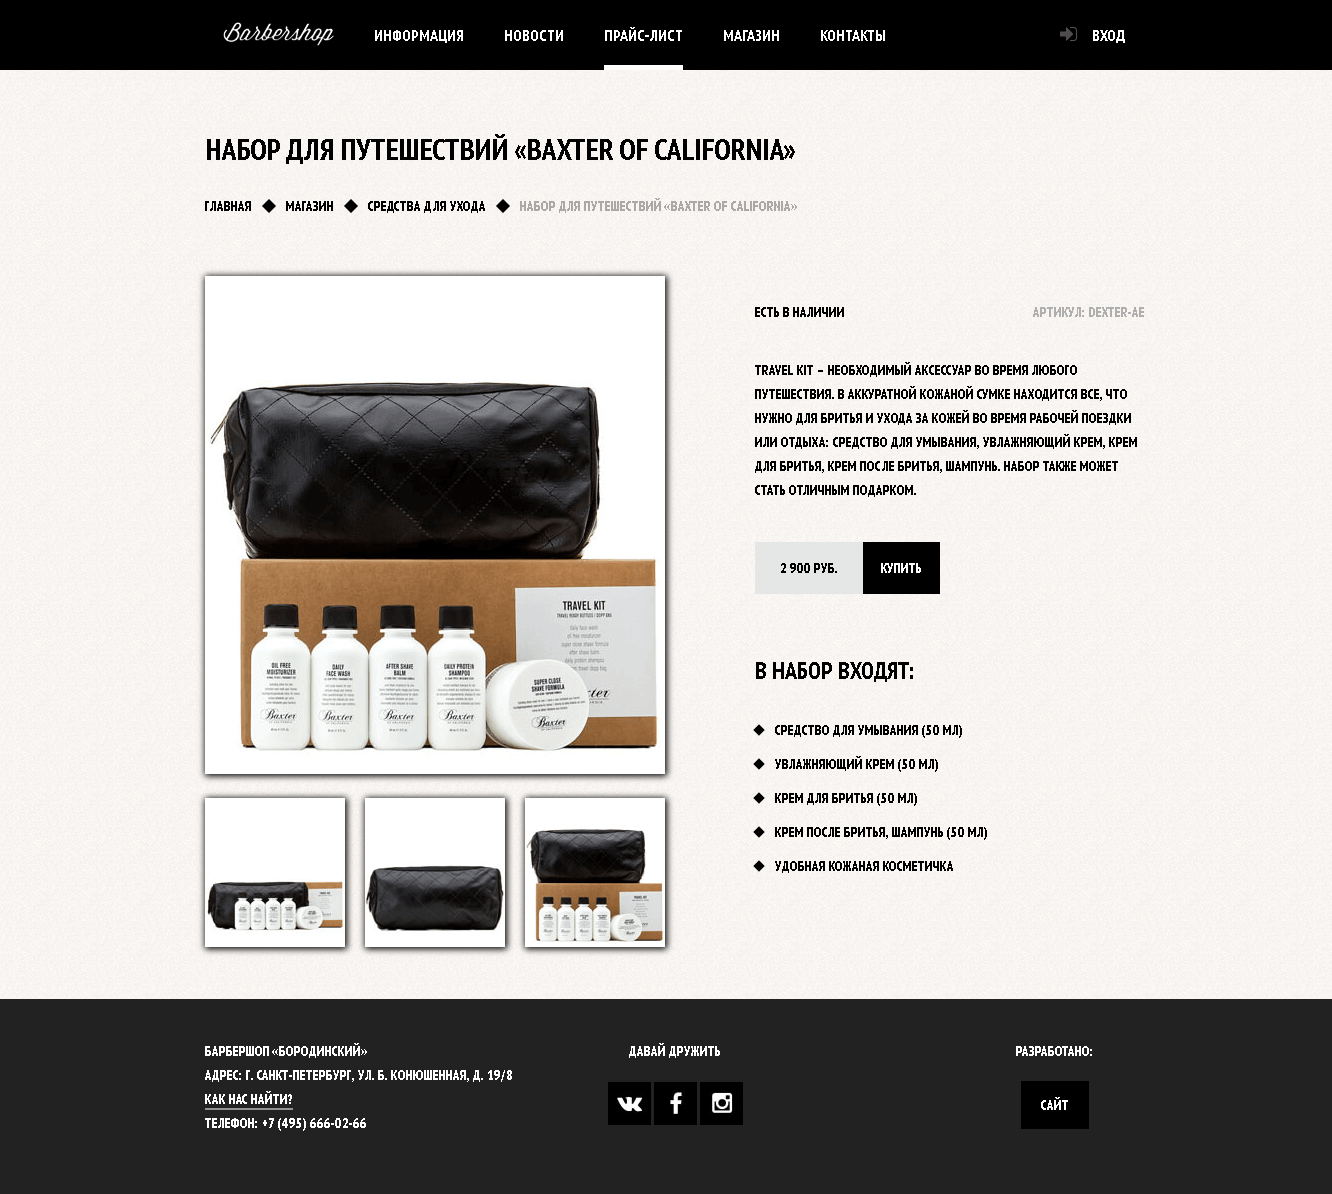 Barbershop
ИНФОРМАЦИЯ
НОВОСТИ
ПРАЙС-ЛИСТ
МАГАЗИН
КОНТАКТЫ
ВХОД
НАБОР ДЛЯ ПУТЕШЕСТВИЙ «BAXTER OF CALIFORNIA»
ГЛАВНАЯ
МАГАЗИН
СРЕДСТВА ДЛЯ УХОДА
НАБОР ДЛЯ ПУТЕШЕСТВИЙ «BAXTER OF CALIFORNIA»
TRAVEL KIT
OIL FREE
MOISTURIZER
Baxter
DAILY
FACE WASH
Baxter
AFTER SHAVE
BALM
Baxter
DAILY PROTEIN
SHAMPOO
Baxter
SUPER CLOSE
SHAVE FORMULA
Baxter
ЕСТЬ В НАЛИЧИИ
АРТИКУЛ: DEXTER-AE
TRAVEL KIT – НЕОБХОДИМЫЙ АКСЕССУАР ВО ВРЕМЯ ЛЮБОГО
ПУТЕШЕСТВИЯ. В АККУРАТНОЙ КОЖАНОЙ СУМКЕ НАХОДИТСЯ ВСЕ, ЧТО
НУЖНО ДЛЯ БРИТЬЯ И УХОДА ЗА КОЖЕЙ ВО ВРЕМЯ РАБОЧЕЙ ПОЕЗДКИ
ИЛИ ОТДЫХА: СРЕДСТВО ДЛЯ УМЫВАНИЯ, УВЛАЖНЯЮЩИЙ КРЕМ, КРЕМ
ДЛЯ БРИТЬЯ, КРЕМ ПОСЛЕ БРИТЬЯ, ШАМПУНЬ. НАБОР ТАКЖЕ МОЖЕТ
СТАТЬ ОТЛИЧНЫМ ПОДАРКОМ.
2 900 РУБ.
КУПИТЬ
В НАБОР ВХОДЯТ:
СРЕДСТВО ДЛЯ УМЫВАНИЯ (50 МЛ)
УВЛАЖНЯЮЩИЙ КРЕМ (50 МЛ)
КРЕМ ДЛЯ БРИТЬЯ (50 МЛ)
КРЕМ ПОСЛЕ БРИТЬЯ, ШАМПУНЬ (50 МЛ)
УДОБНАЯ КОЖАНАЯ КОСМЕТИЧКА
БАРБЕРШОП «БОРОДИНСКИЙ»
АДРЕС: Г. САНКТ-ПЕТЕРБУРГ, УЛ. Б. КОНЮШЕННАЯ, Д. 19/8
КАК НАС НАЙТИ?
ТЕЛЕФОН: +7 (495) 666-02-66
ДАВАЙ ДРУЖИТЬ
РАЗРАБОТАНО:
САЙТ